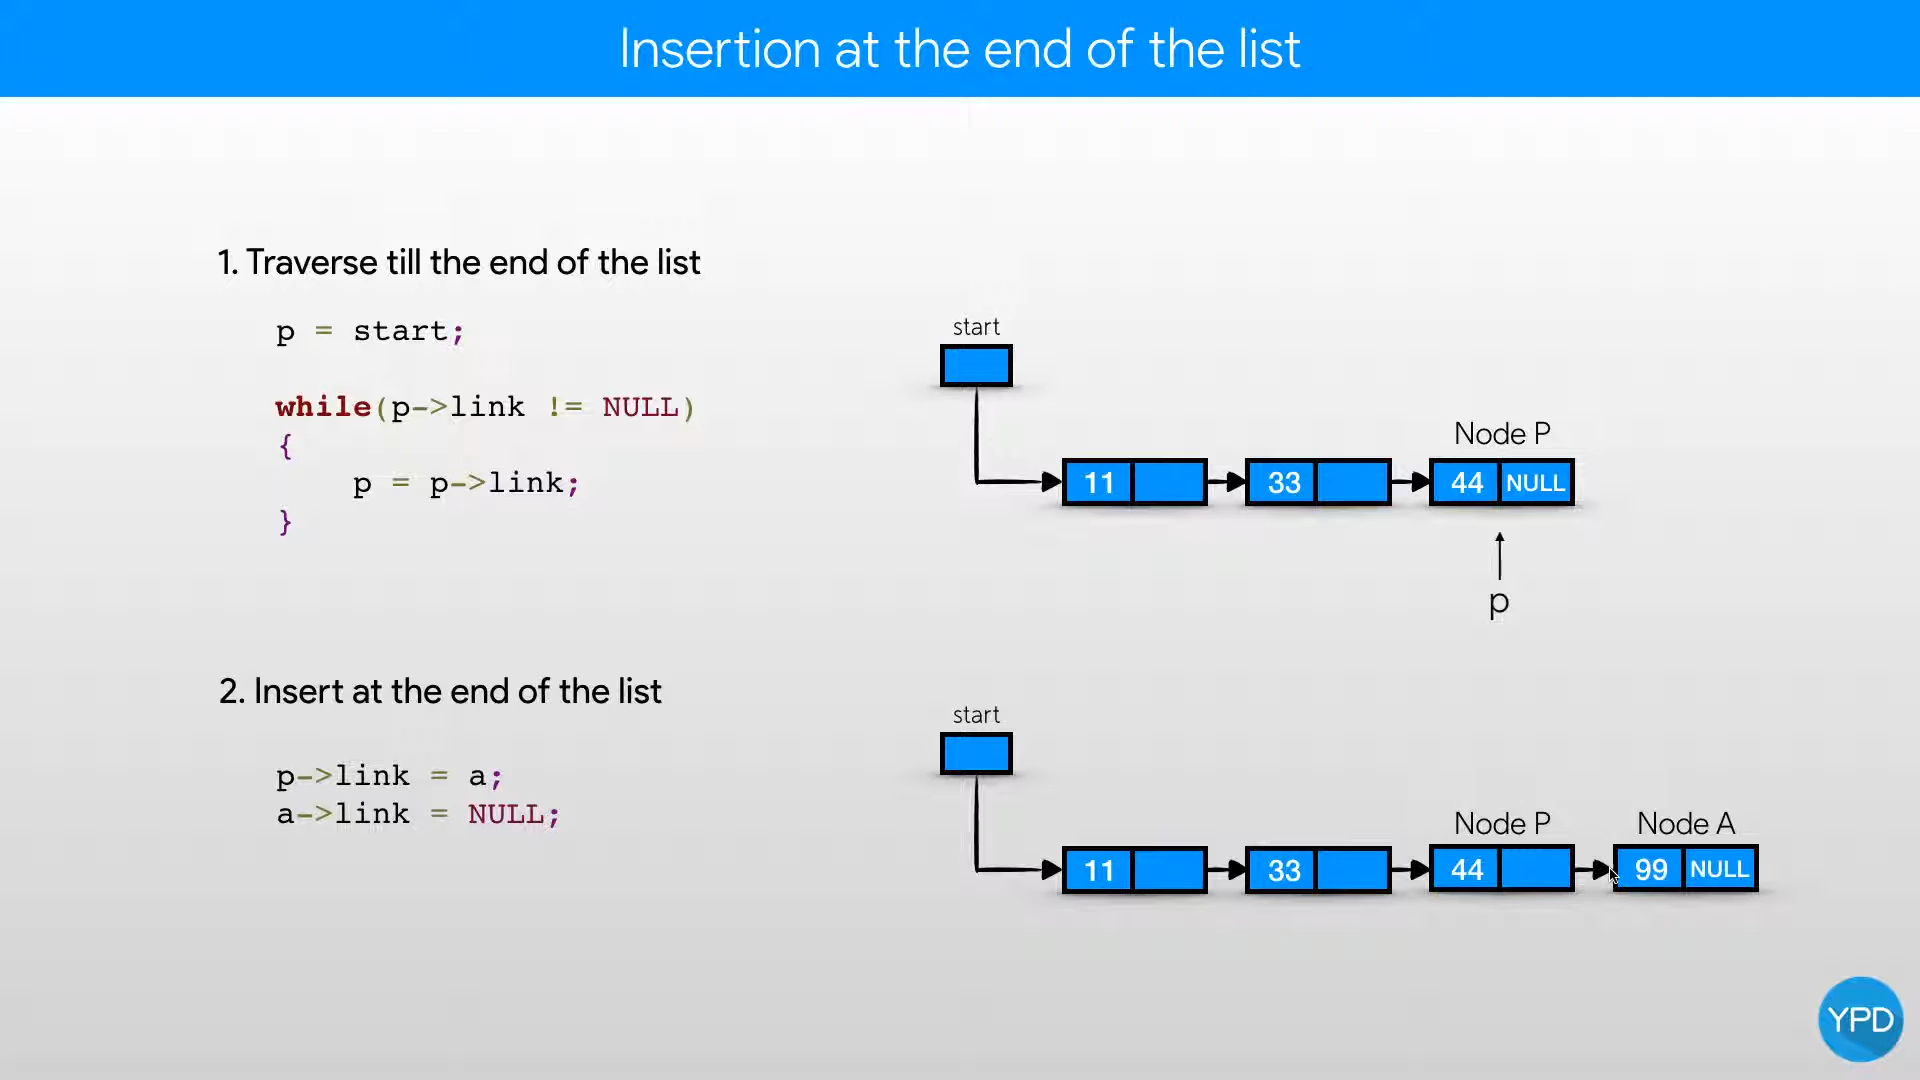 Insertion at the end of the list
1. Traverse till the end of the list
p = start;
while(p->link != NULL)
{
p = p->link;
}
start
Node P
11 33 44 NULL
p
2. Insert at the end of the list
p->link = a;
a->link = NULL;
start
Node P Node A
11 33 44 99 NULL
YPD